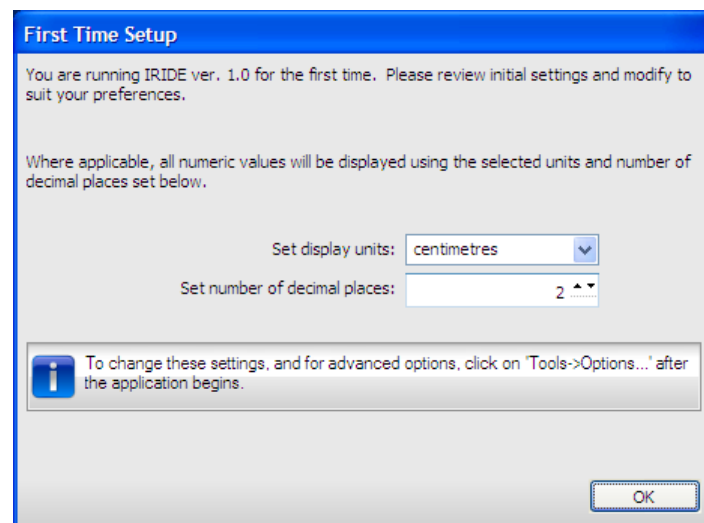 First Time Setup
You are running IRIDE ver. 1.0 for the first time. Please review initial settings and modify to
suit your preferences.
Where applicable, all numeric values will be displayed using the selected units and number of
decimal places set below.
Set display units: centimetres
Set number of decimal places: 2
To change these settings, and for advanced options, click on 'Tools->Options...' after
the application begins.
OK